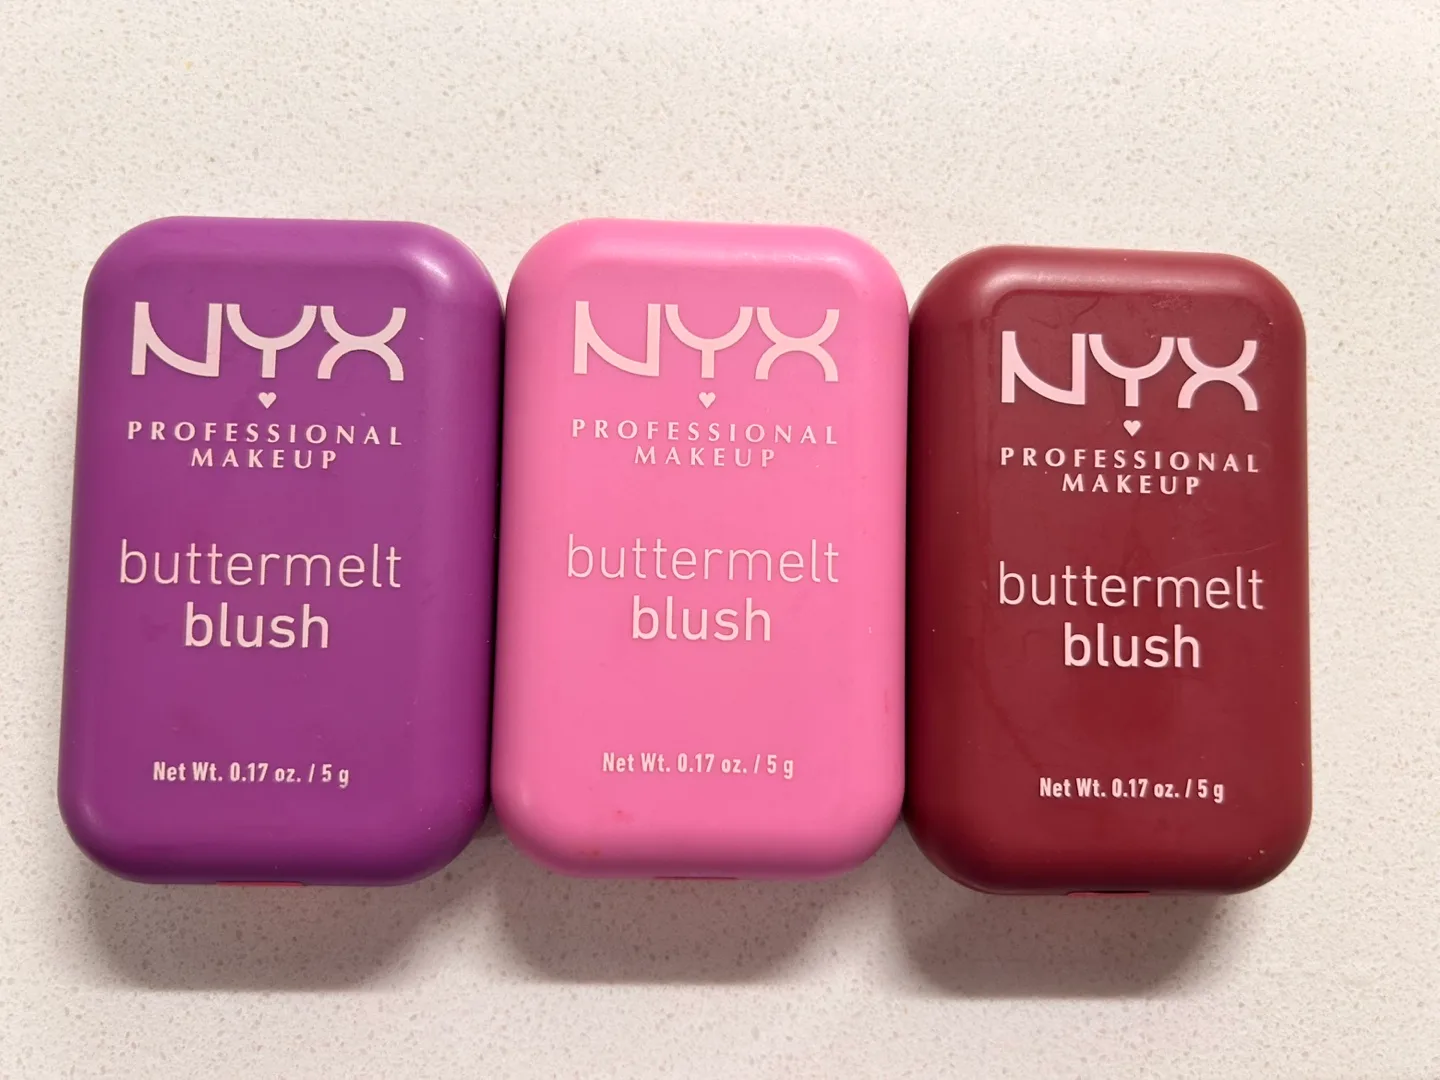 NYX
PROFESSIONAL
MAKEUP
buttermelt
blush
Net Wt. 0.17 oz. / 5 g
NYX
PROFESSIONAL
MAKEUP
buttermelt
blush
Net Wt. 0.17 oz. / 5 g
NYX
PROFESSIONAL
MAKEUP
buttermelt
blush
Net Wt. 0.17 oz. / 5 g